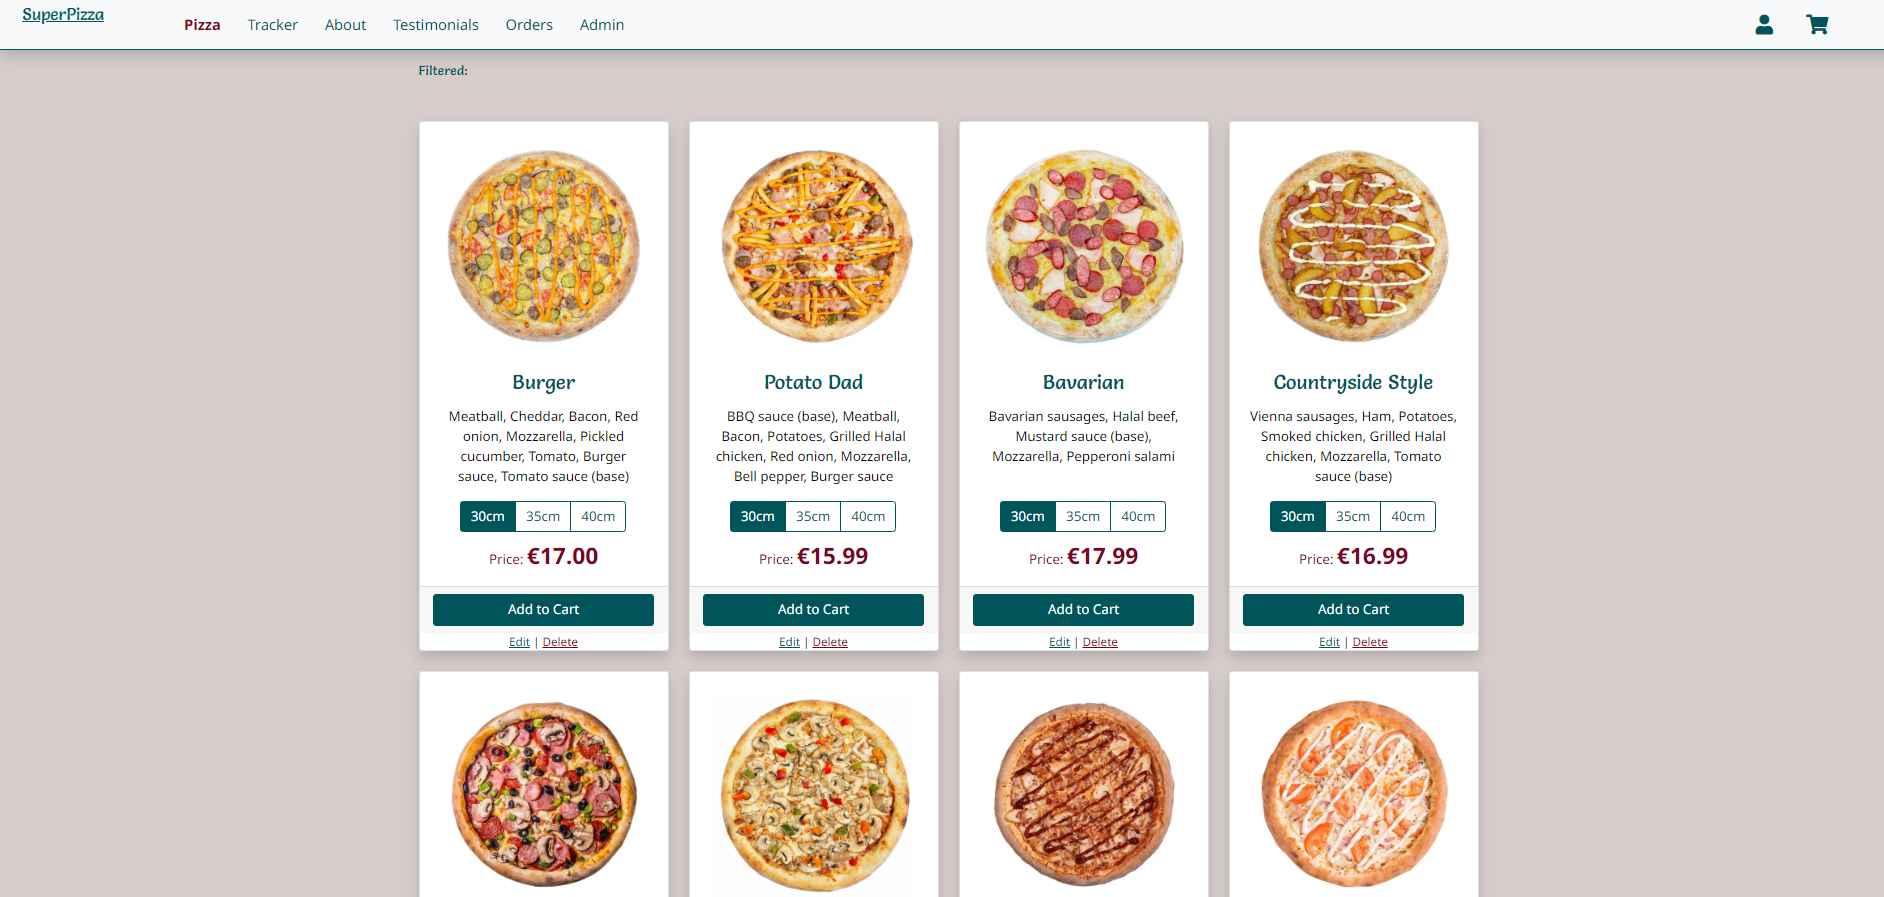 SuperPizza
Pizza Tracker About Testimonials Orders Admin
Filtered:
Burger
Meatball, Cheddar, Bacon, Red
onion, Mozzarella, Pickled
cucumber, Tomato, Burger
sauce, Tomato sauce (base)
30cm 35cm 40cm
Price: €17.00
Add to Cart
Edit | Delete
Potato Dad
BBQ sauce (base), Meatball,
Bacon, Potatoes, Grilled Halal
chicken, Red onion, Mozzarella,
Bell pepper, Burger sauce
30cm 35cm 40cm
Price: €15.99
Add to Cart
Edit | Delete
Bavarian
Bavarian sausages, Halal beef,
Mustard sauce (base),
Mozzarella, Pepperoni salami
30cm 35cm 40cm
Price: €17.99
Add to Cart
Edit | Delete
Countryside Style
Vienna sausages, Ham, Potatoes,
Smoked chicken, Grilled Halal
chicken, Mozzarella, Tomato
sauce (base)
30cm 35cm 40cm
Price: €16.99
Add to Cart
Edit | Delete